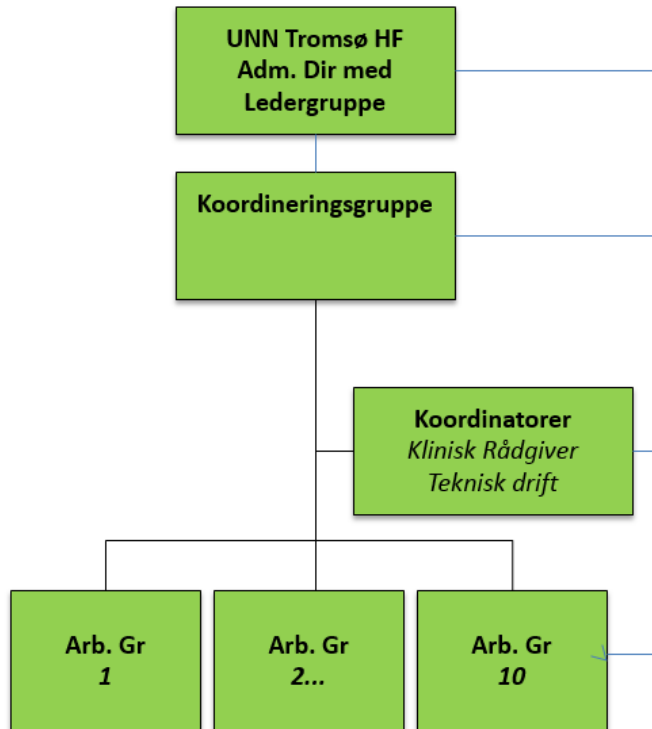 UNN Tromsø HF
Adm. Dir med
Ledergruppe
Koordineringsgruppe
Koordinatorer
Klinisk Rådgiver
Teknisk drift
Arb. Gr
1
Arb. Gr
2...
Arb. Gr
10